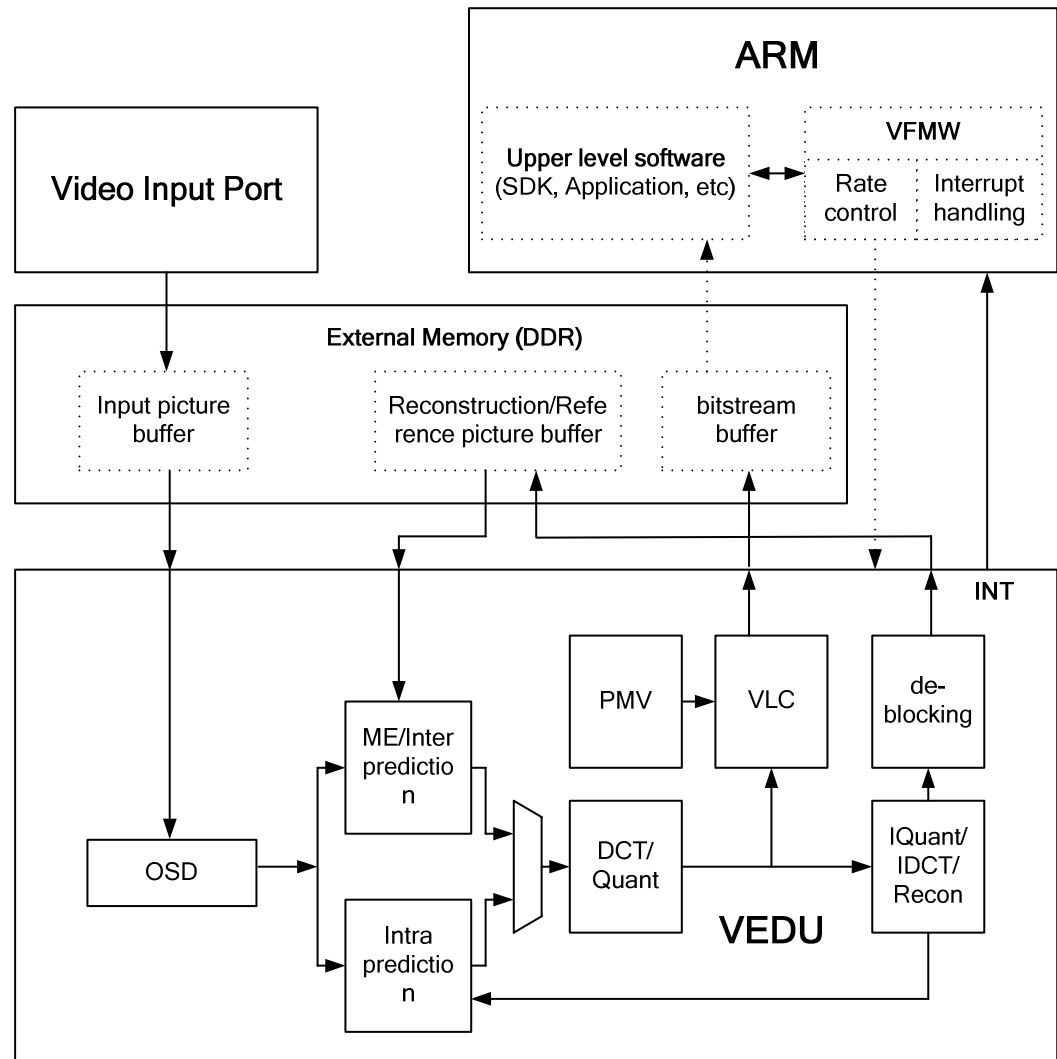 ARM
Video Input Port
Upper level software
(SDK, Application, etc)
VFMW
Rate
control
Interrupt
handling
External Memory (DDR)
Input picture
buffer
Reconstruction/Refe
rence picture buffer
bitstream
buffer
INT
PMV
VLC
de-
blocking
ME/Inter
predictio
n
OSD
DCT/
Quant
IQuant/
IDCT/
Recon
Intra
predictio
n
VEDU